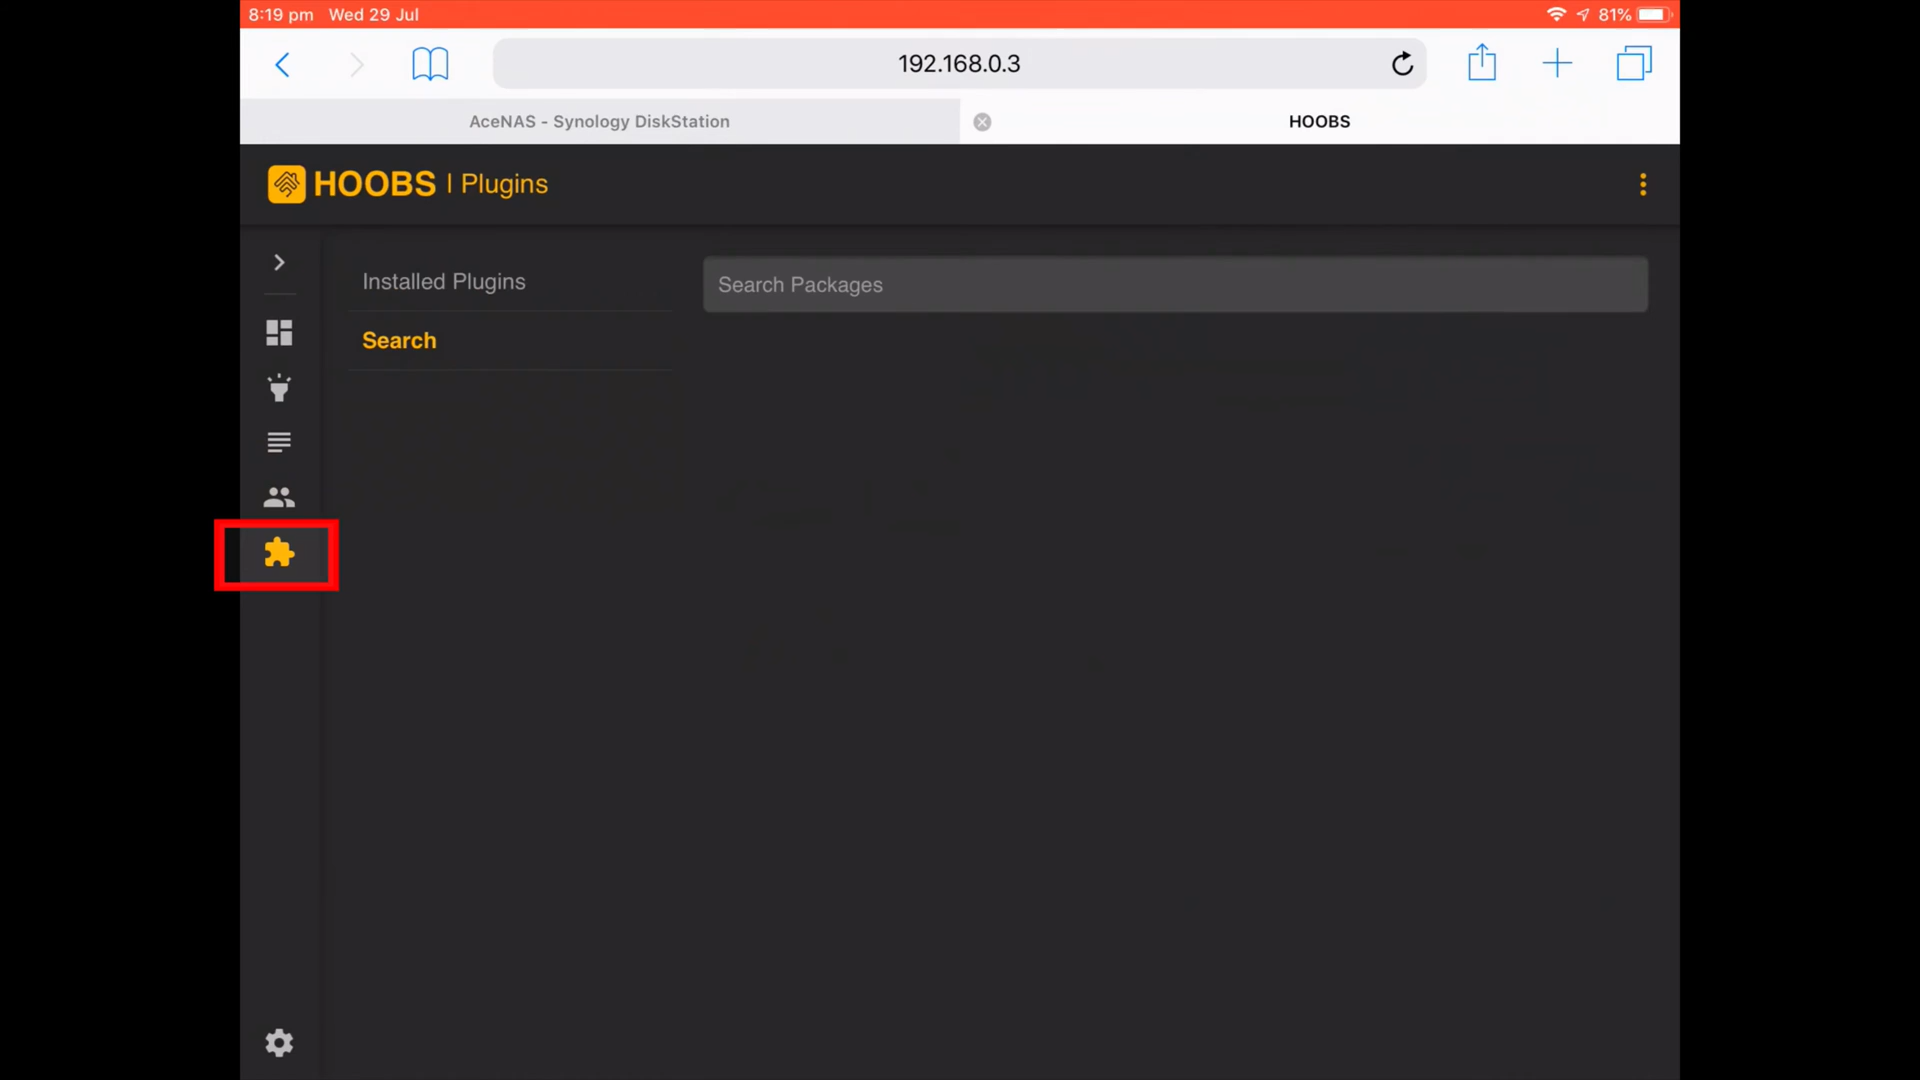 8:19 pm Wed 29 Jul 81%
192.168.0.3
AceNAS - Synology DiskStation HOOBS
HOOBS | Plugins
Installed Plugins
Search Packages
Search